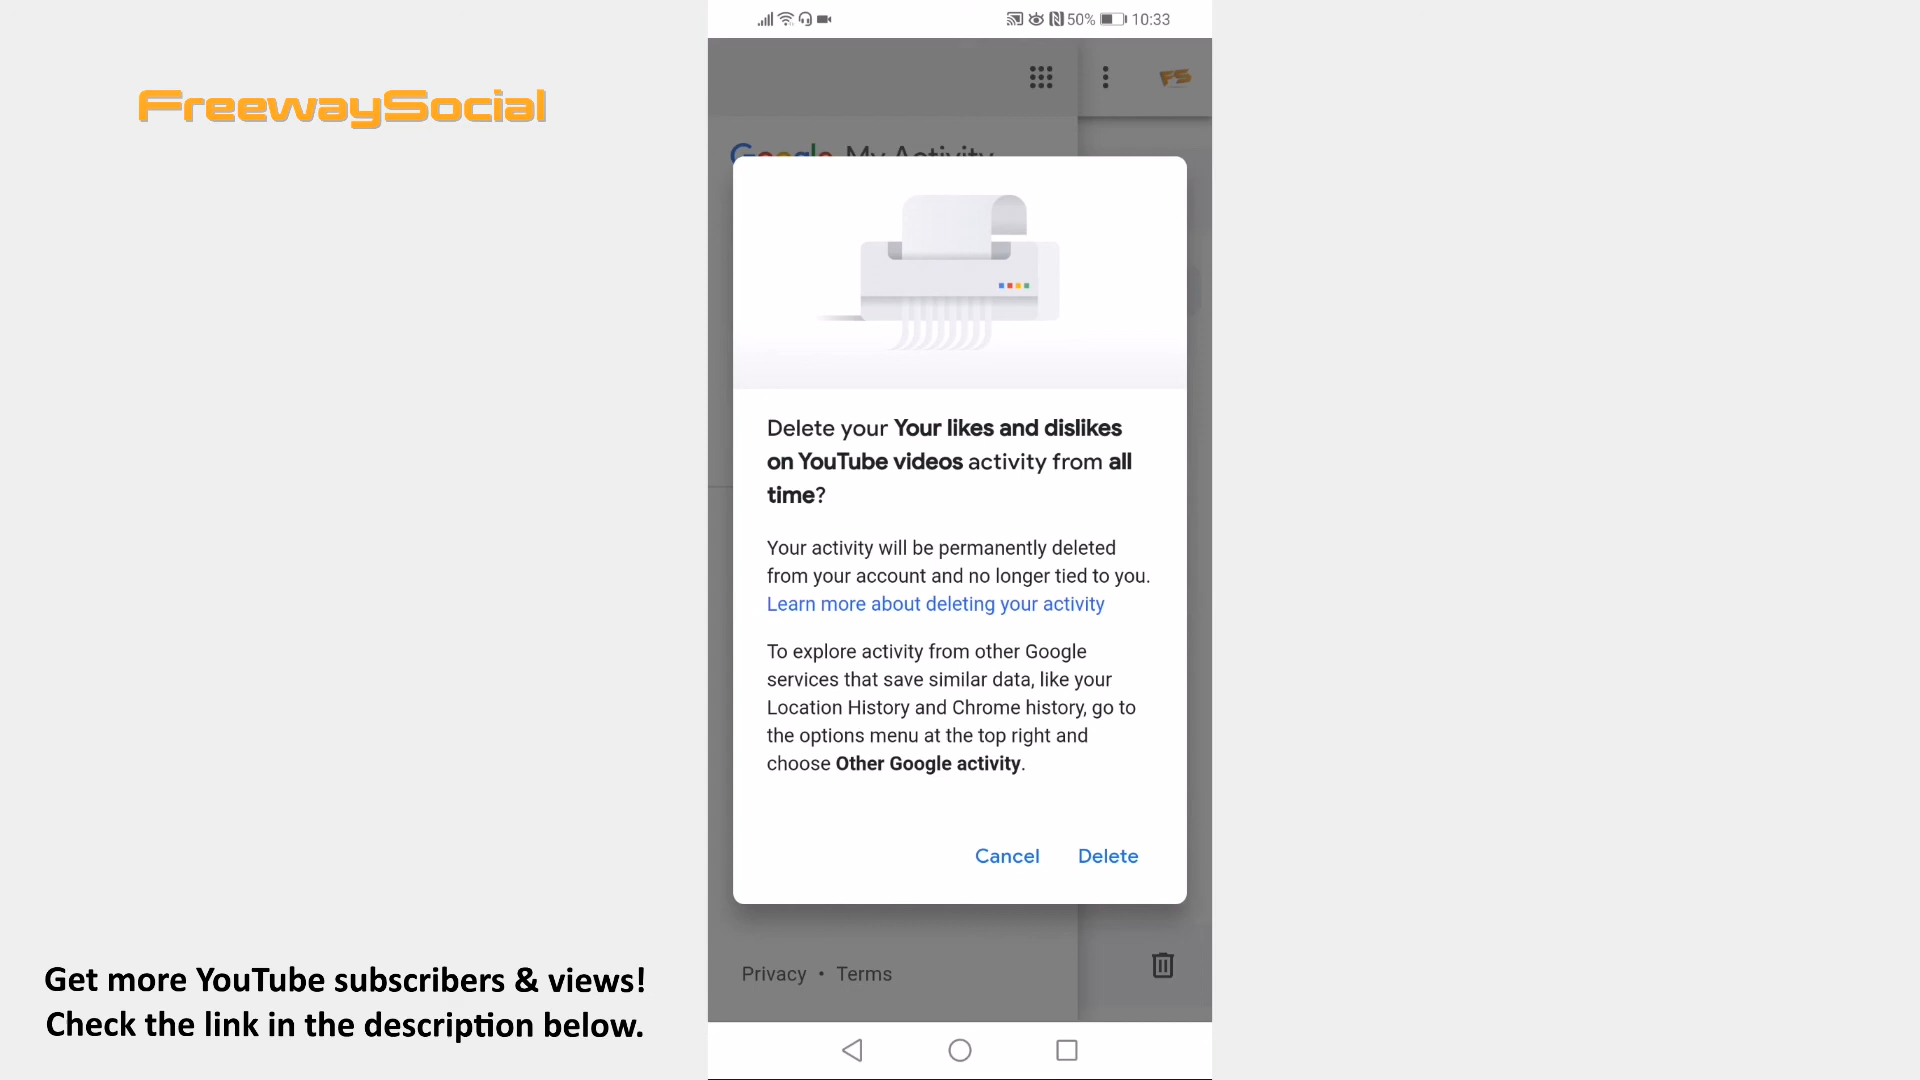 50% 10:33
FreewaySocial
FS
Google My Activity
Delete your Your likes and dislikes
on YouTube videos activity from all
time?
Your activity will be permanently deleted
from your account and no longer tied to you.
Learn more about deleting your activity
To explore activity from other Google
services that save similar data, like your
Location History and Chrome history, go to
the options menu at the top right and
choose Other Google activity.
Cancel Delete
Privacy • Terms
Get more YouTube subscribers & views!
Check the link in the description below.